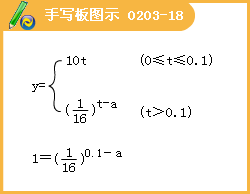 手写板图示 0203-18
y= { 10t (0≤t≤0.1)
(1/16)^(t-a) (t>0.1)
1=(1/16)^(0.1-a)